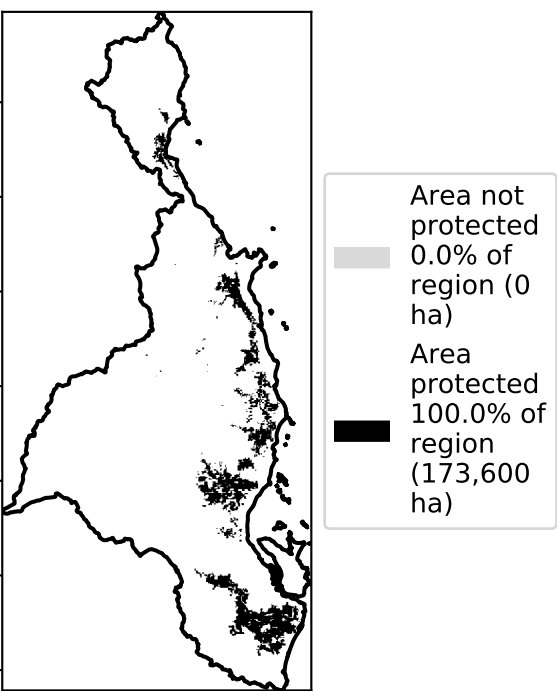 Area not
protected
0.0% of
region (0
ha)
Area
protected
100.0% of
region
(173,600
ha)